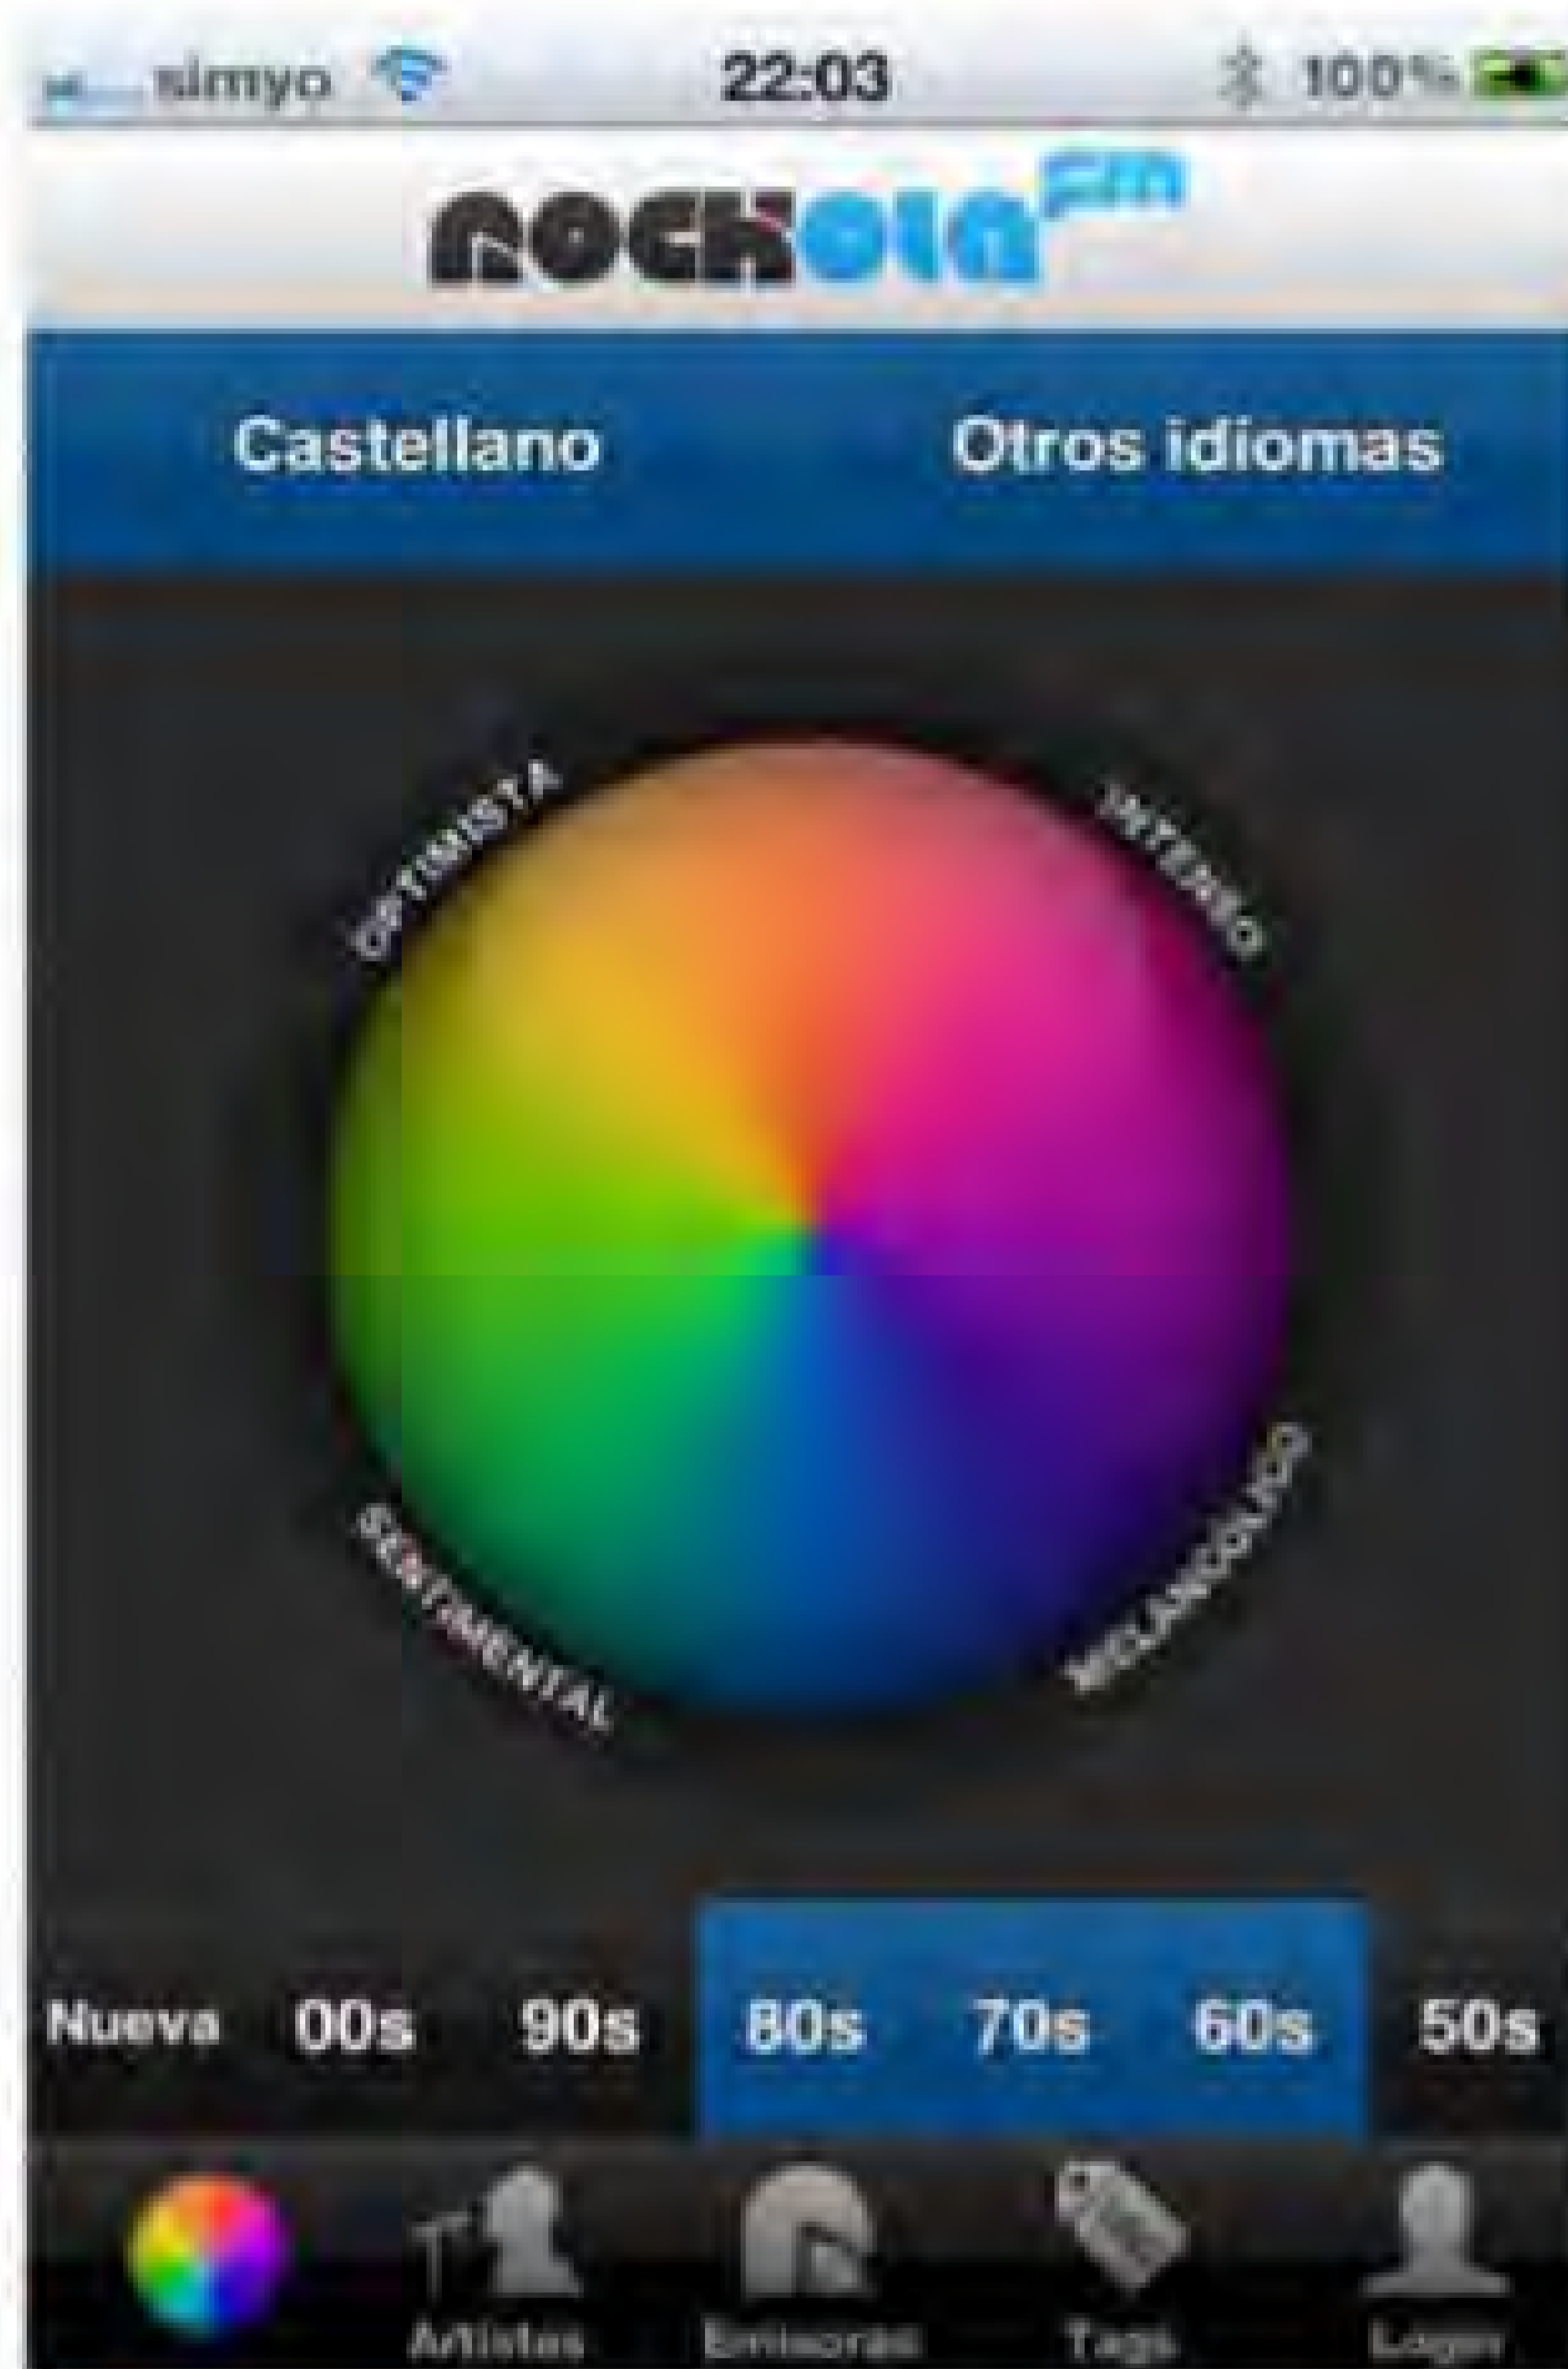 simyo 22:03 100%
ROCKOLA FM
Castellano Otros idiomas
OPTIMISTA INTENSO
SENTIMENTAL MELANCÓLICO
Nueva 00s 90s 80s 70s 60s 50s
Artistas Emisoras Tags Login